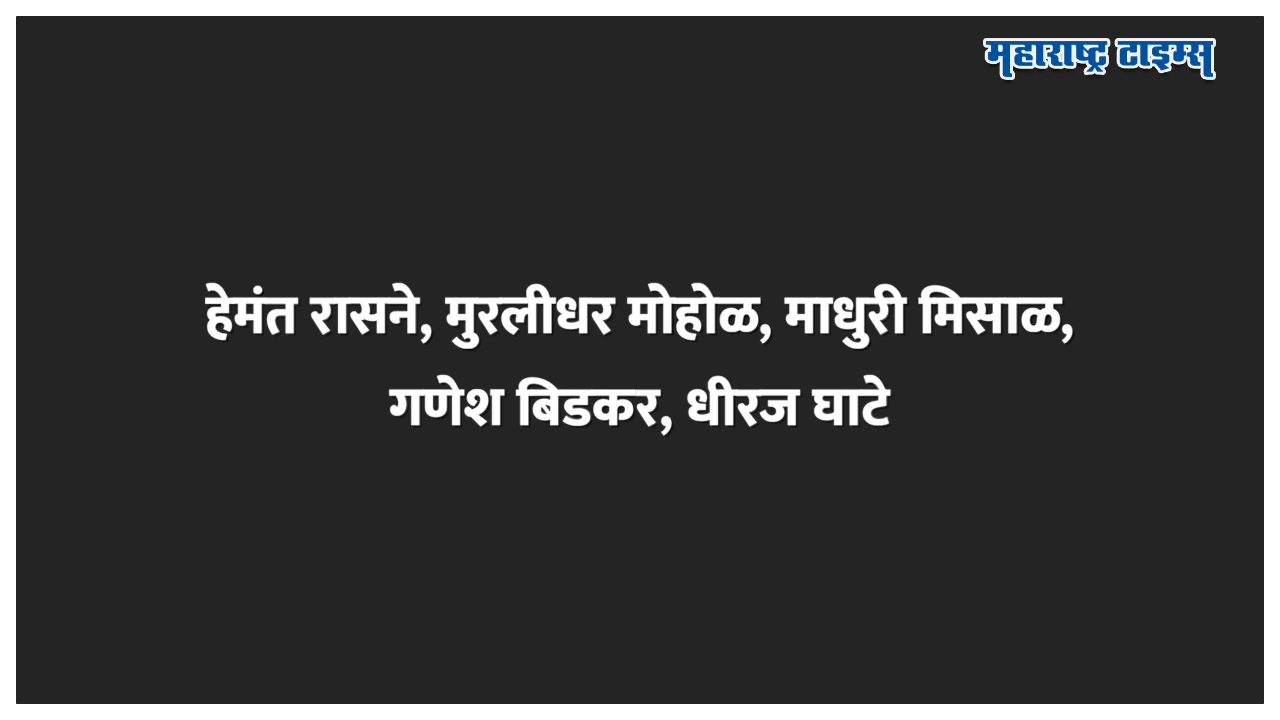 महाराष्ट्र टाइम्स
हेमंत रासने, मुरलीधर मोहोळ, माधुरी मिसाळ,
गणेश बिडकर, धीरज घाटे